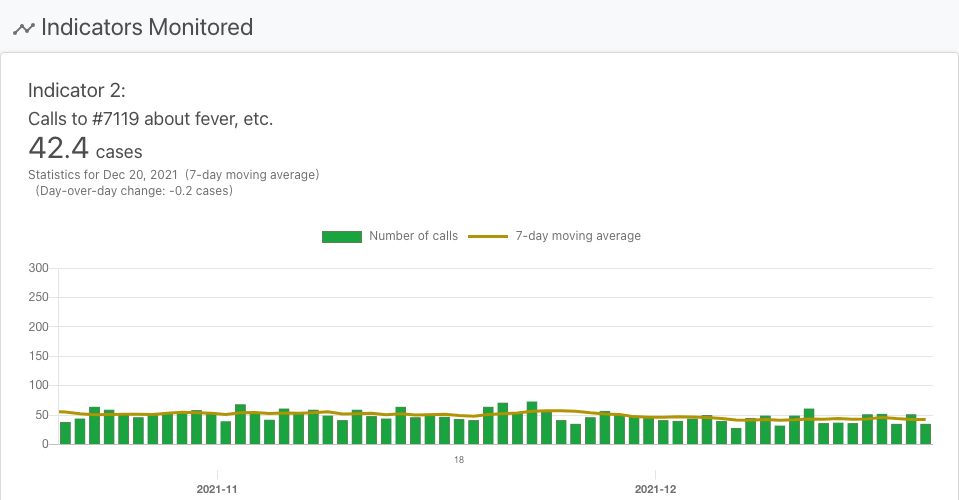 Indicators Monitored
Indicator 2:
Calls to #7119 about fever, etc.
42.4 cases
Statistics for Dec 20, 2021 (7-day moving average)
(Day-over-day change: -0.2 cases)
Number of calls 7-day moving average
300
250
200
150
100
50
0
18
2021-11 2021-12